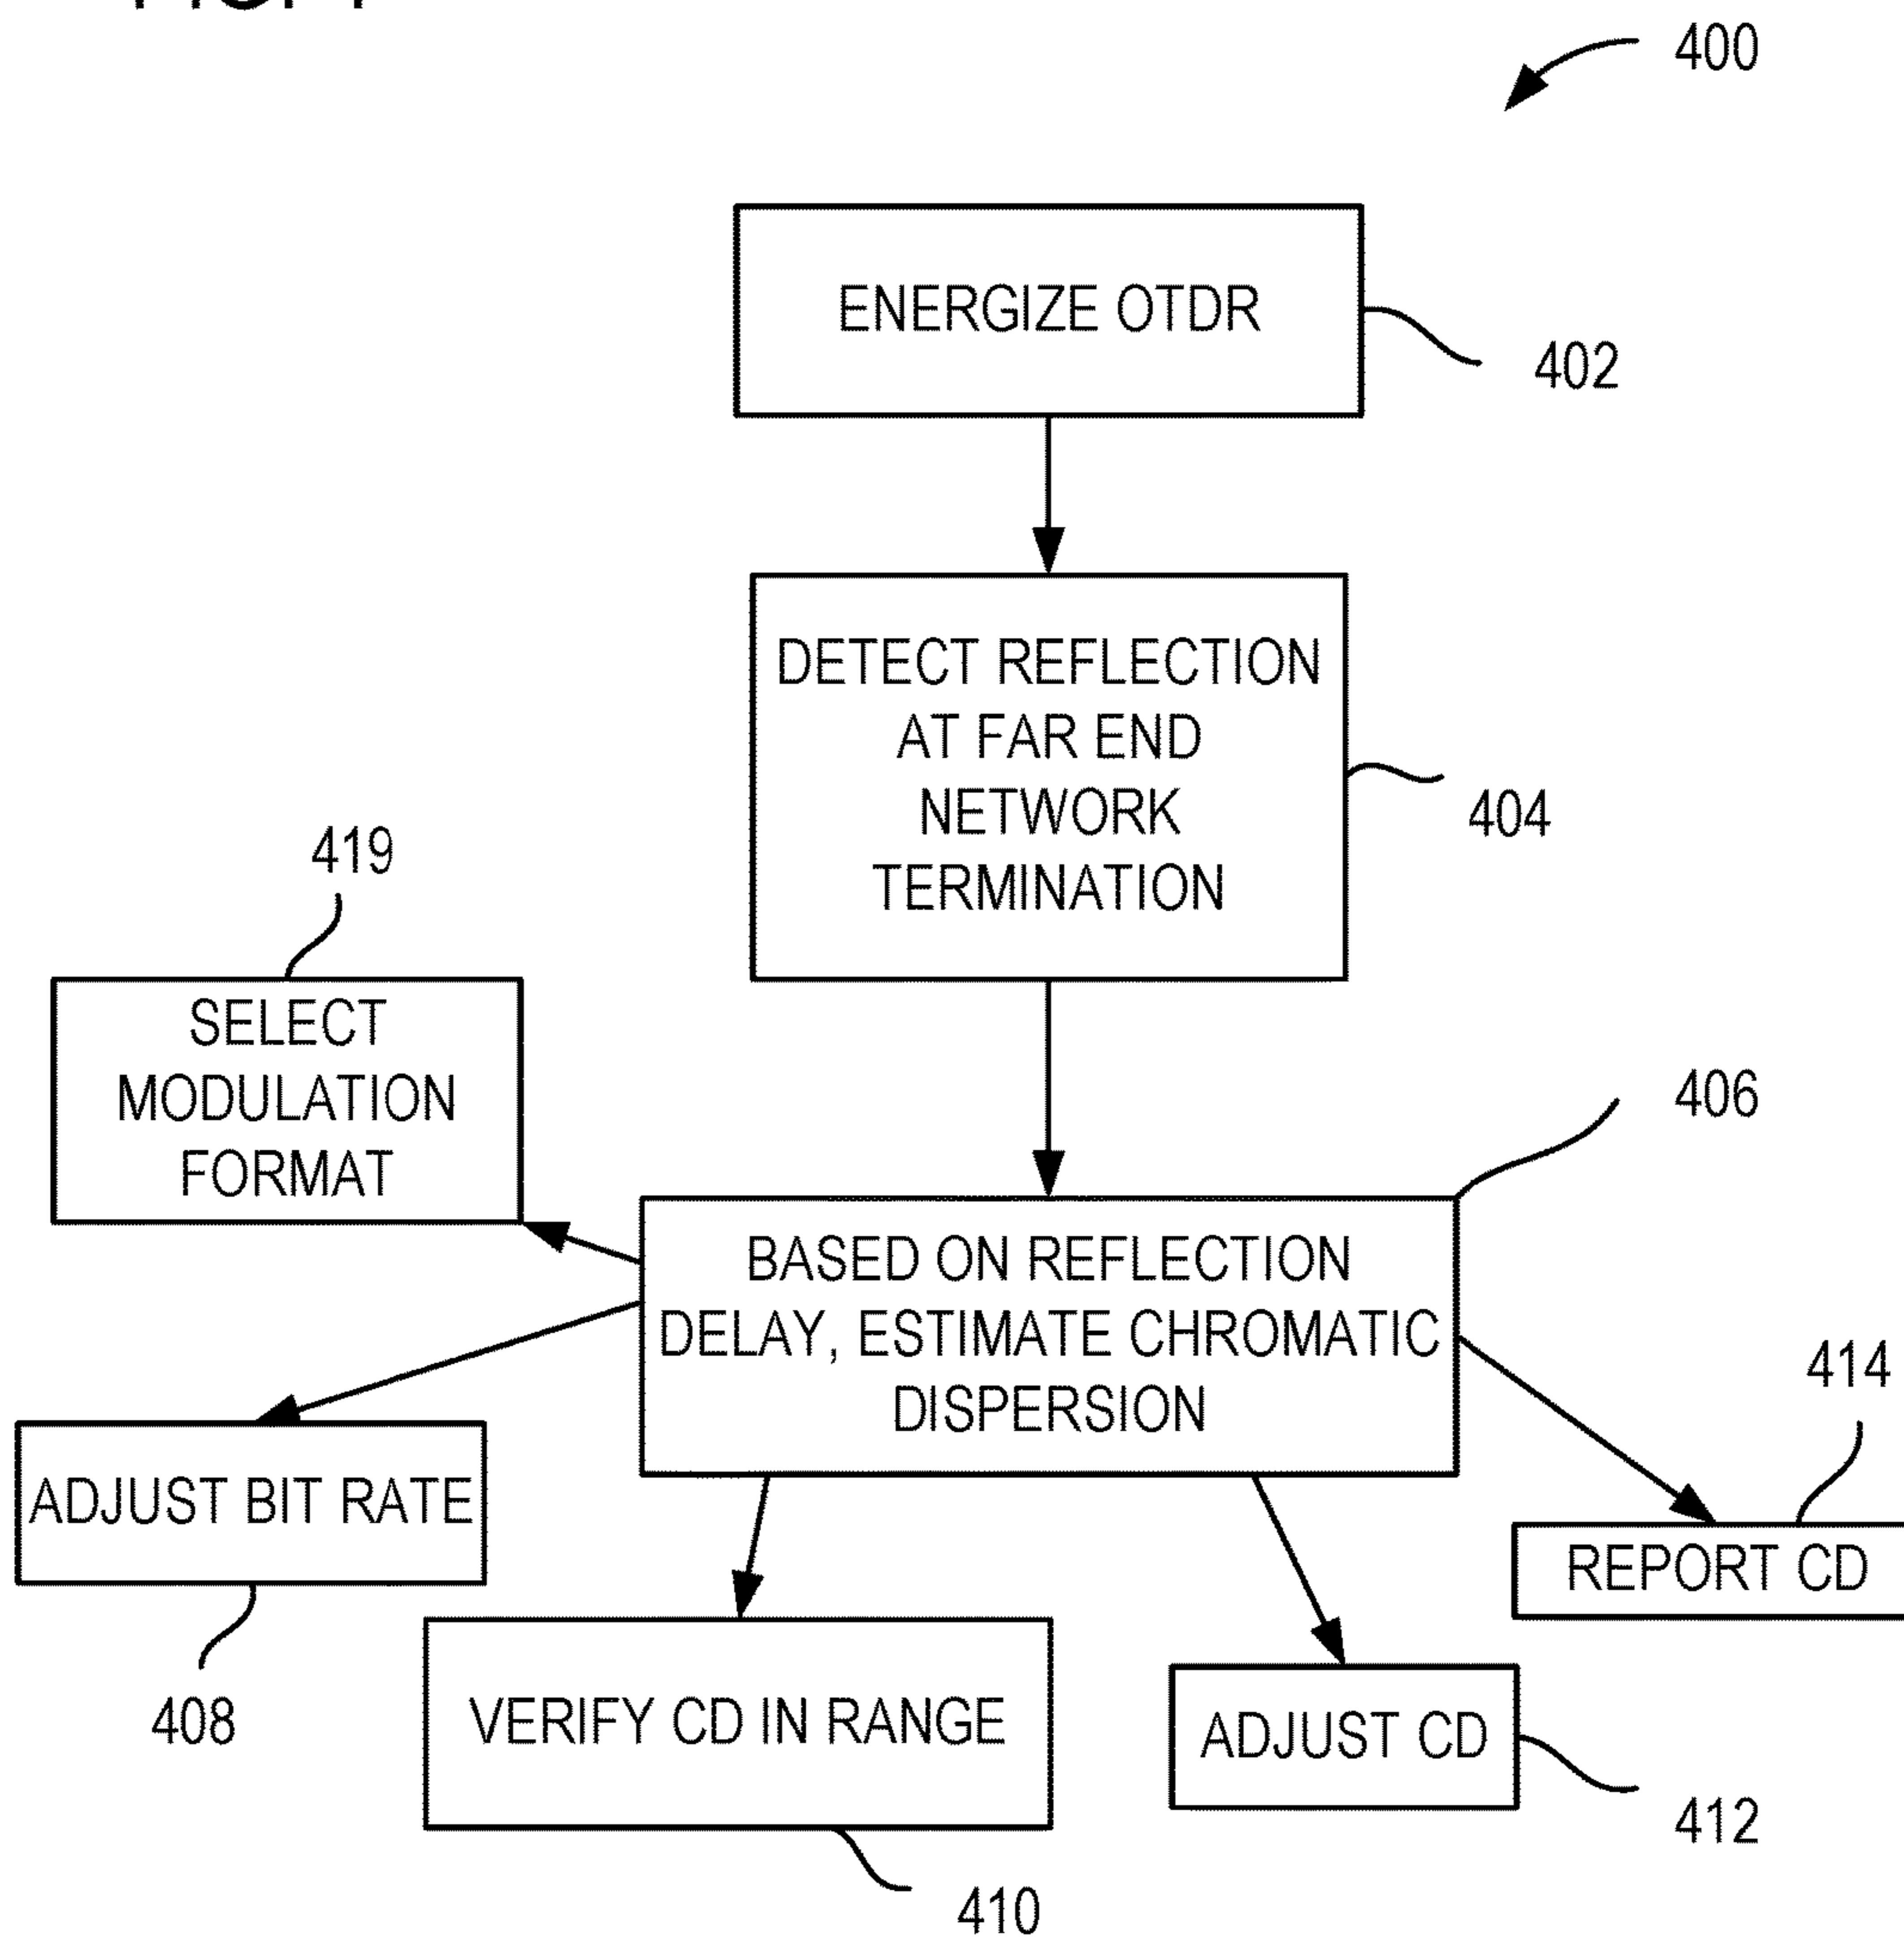 400
ENERGIZE OTDR
402
DETECT REFLECTION
AT FAR END
NETWORK
TERMINATION
404
419
SELECT
MODULATION
FORMAT
406
BASED ON REFLECTION
DELAY, ESTIMATE CHROMATIC
DISPERSION
414
ADJUST BIT RATE
REPORT CD
408
VERIFY CD IN RANGE
ADJUST CD
412
410